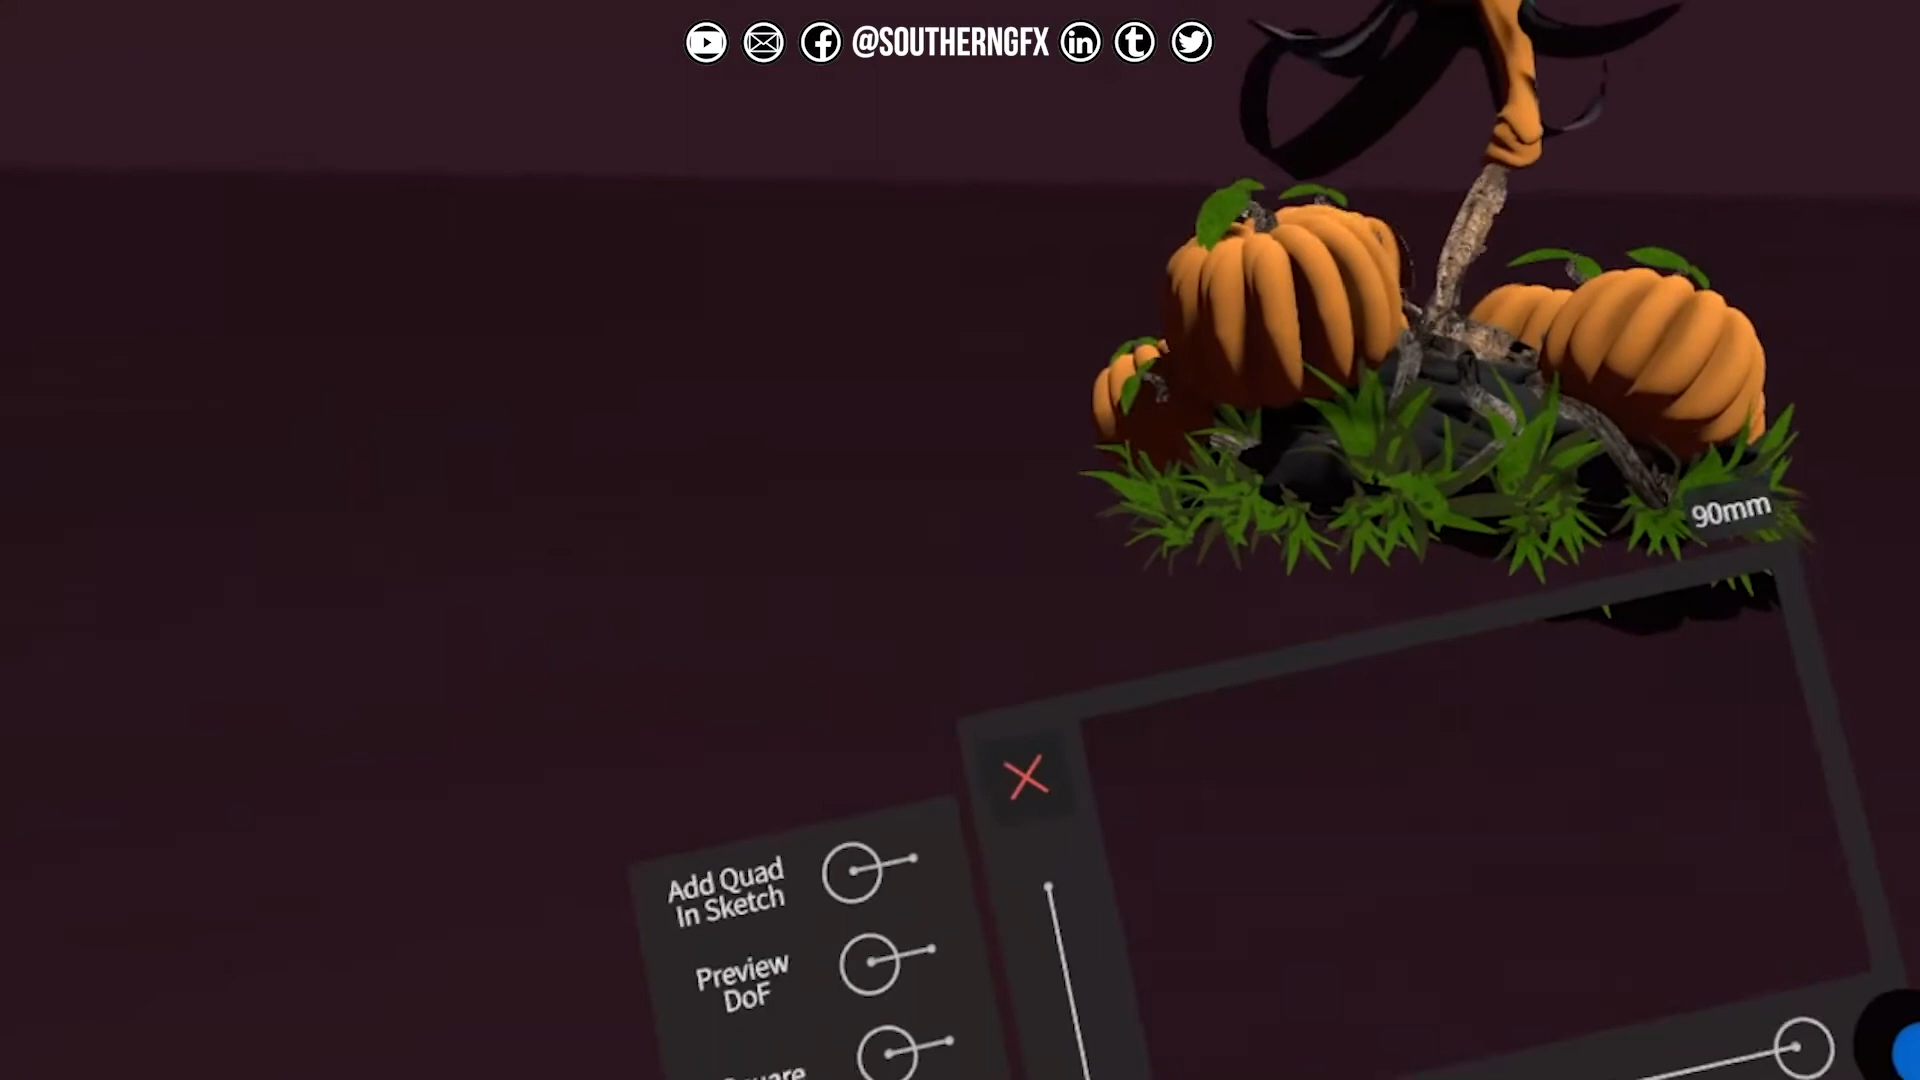 @SOUTHERNGFX
90mm
Add Quad
In Sketch
Preview
DoF